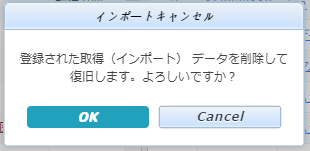 インポートキャンセル
登録された取得（インポート） データを削除して
復旧します。よろしいですか？
OK
Cancel